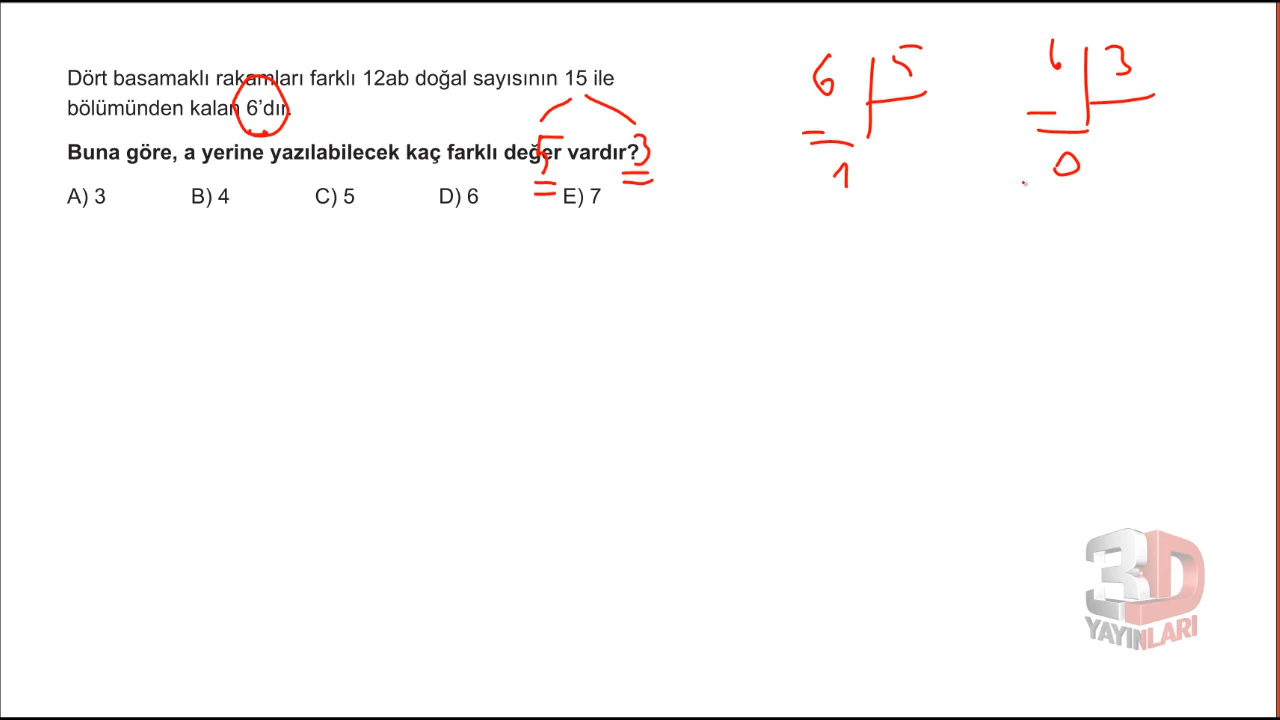 Dört basamaklı rakamları farklı 12ab doğal sayısının 15 ile
bölümünden kalan 6'dır.
Buna göre, a yerine yazılabilecek kaç farklı değer vardır?
A) 3 B) 4 C) 5 D) 6 E) 7
5 3
6 5
1
6 3
0
3D
YAYINLARI